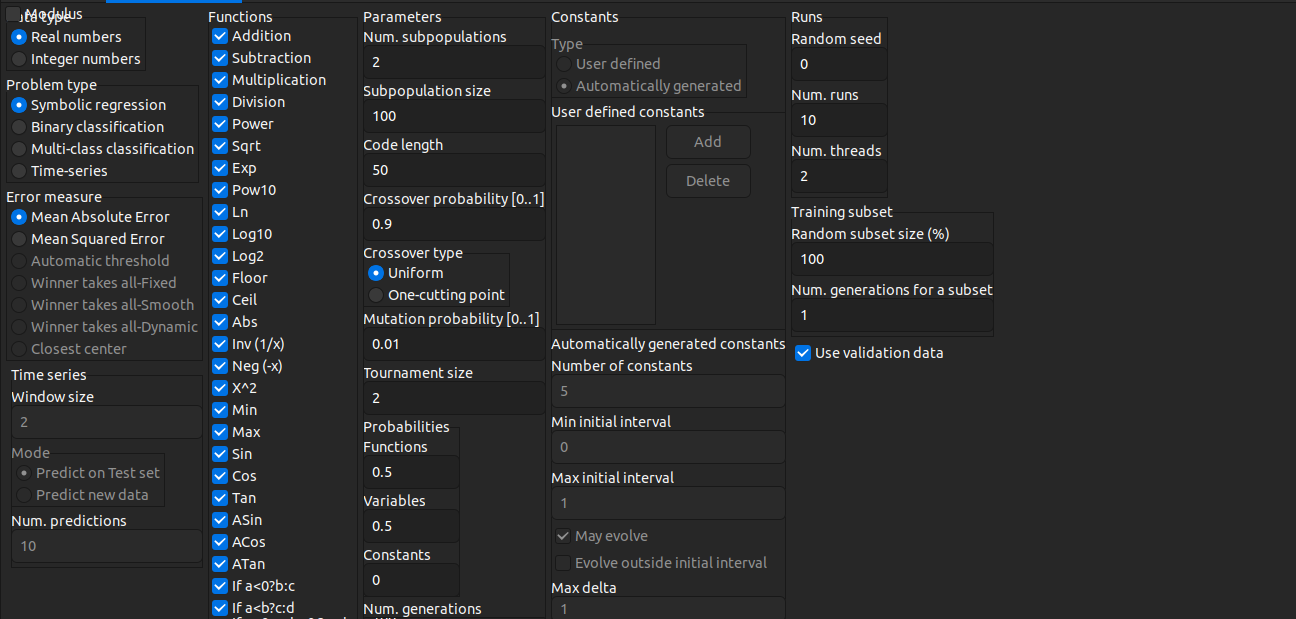 Modulus
Data type
Real numbers
Integer numbers
Problem type
Symbolic regression
Binary classification
Multi-class classification
Time-series
Error measure
Mean Absolute Error
Mean Squared Error
Automatic threshold
Winner takes all-Fixed
Winner takes all-Smooth
Winner takes all-Dynamic
Closest center
Time series
Window size
2
Mode
Predict on Test set
Predict new data
Num. predictions
10
Functions
Addition
Subtraction
Multiplication
Division
Power
Sqrt
Exp
Pow10
Ln
Log10
Log2
Floor
Ceil
Abs
Inv (1/x)
Neg (-x)
X^2
Min
Max
Sin
Cos
Tan
ASin
ACos
ATan
If a<0?b:c
If a<b?c:d
Parameters
Num. subpopulations
2
Subpopulation size
100
Code length
50
Crossover probability [0..1]
0.9
Crossover type
Uniform
One-cutting point
Mutation probability [0..1]
0.01
Tournament size
2
Probabilities
Functions
0.5
Variables
0.5
Constants
0
Num. generations
Constants
Type
User defined
Automatically generated
User defined constants
Add
Delete
Automatically generated constants
Number of constants
5
Min initial interval
0
Max initial interval
1
May evolve
Evolve outside initial interval
Max delta
1
Runs
Random seed
0
Num. runs
10
Num. threads
2
Training subset
Random subset size (%)
100
Num. generations for a subset
1
Use validation data